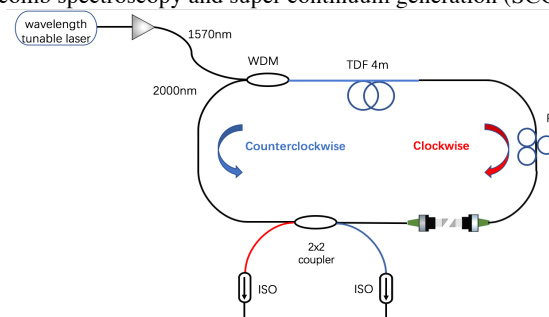 comb spectroscopy and super continuum generation (SCG
wavelength
tunable laser
1570nm
WDM
TDF 4m
2000nm
P
Counterclockwise
Clockwise
2x2
coupler
ISO
ISO